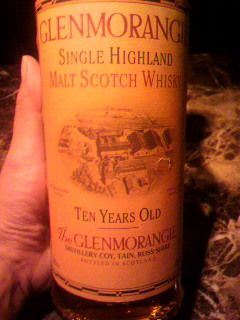 GLENMORANGIE
SINGLE HIGHLAND
MALT SCOTCH WHISKY
TEN YEARS OLD
The GLENMORANGIE
DISTILLERY COY, TAIN, ROSS-SHIRE
BOTTLED IN SCOTLAND